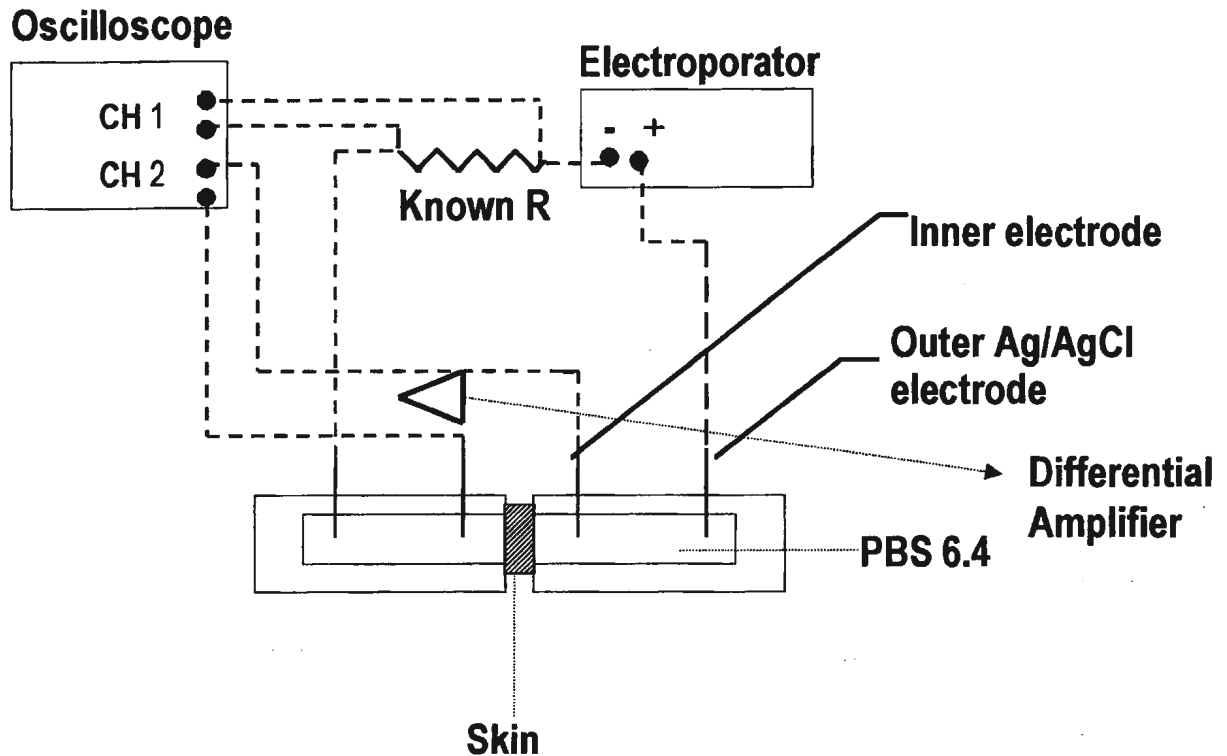 Oscilloscope
Electroporator
CH 1
- +
CH 2
Known R
Inner electrode
Outer Ag/AgCl
electrode
Differential
Amplifier
PBS 6.4
Skin